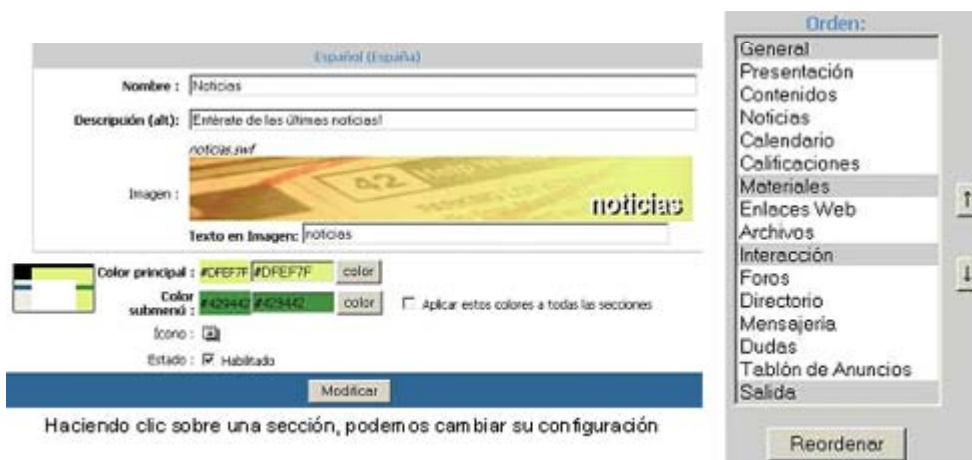 Español (España)
Nombre : Noticias
Descripción (alt): Entérate de las últimas noticias!
noticias.swf
Imagen :
42
noticias
Texto en Imagen: noticias
Color principal : #DFEF7F #DFEF7F color
Color
submenú : #429442 #429442 color Aplicar estos colores a todas las secciones
Ícono :
Estado : Habilitado
Modificar
Haciendo clic sobre una sección, podemos cambiar su configuración
Orden:
General
Presentación
Contenidos
Noticias
Calendario
Calificaciones
Materiales
Enlaces Web
Archivos
Interacción
Foros
Directorio
Mensajería
Dudas
Tablón de Anuncios
Salida
Reordenar